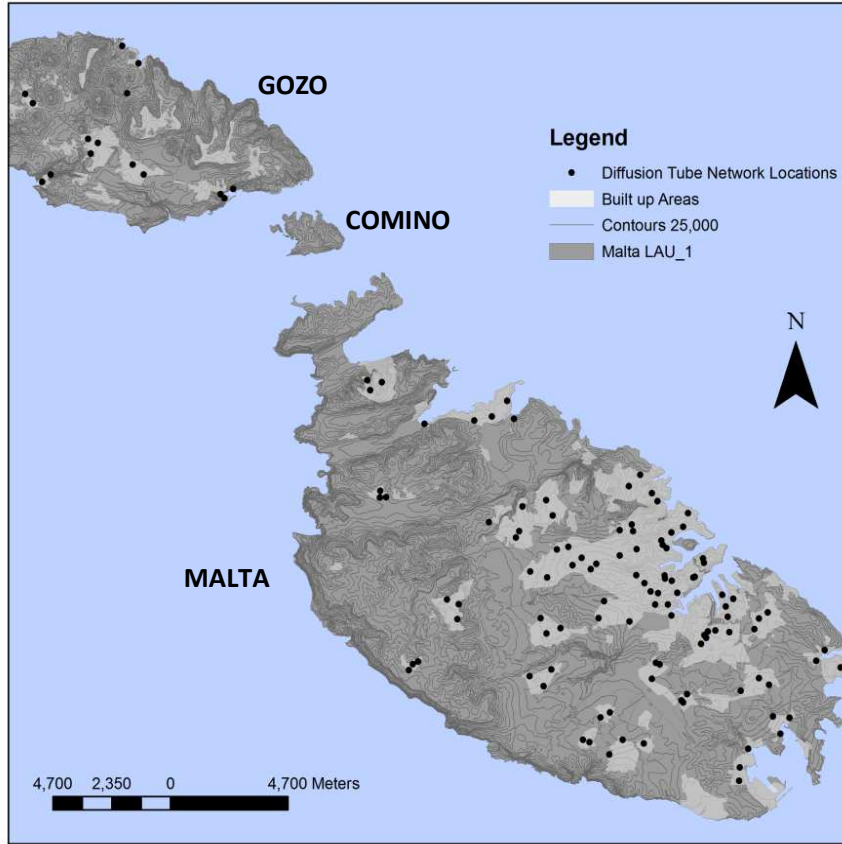 GOZO
COMINO
MALTA
Legend
Diffusion Tube Network Locations
Built up Areas
Contours 25,000
Malta LAU_1
N
4,700 2,350 0 4,700 Meters